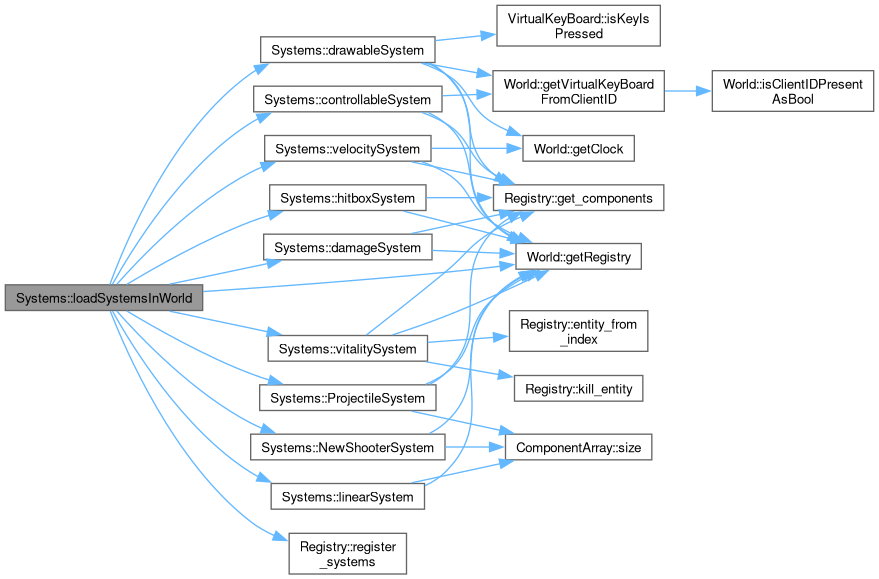 Systems::loadSystemsInWorld
Systems::drawableSystem
Systems::controllableSystem
Systems::velocitySystem
Systems::hitboxSystem
Systems::damageSystem
Systems::vitalitySystem
Systems::ProjectileSystem
Systems::NewShooterSystem
Systems::linearSystem
Registry::register
_systems
VirtualKeyBoard::isKeyIs
Pressed
World::getVirtualKeyBoard
FromClientID
World::getClock
Registry::get_components
World::getRegistry
Registry::entity_from
_index
Registry::kill_entity
ComponentArray::size
World::isClientIDPresent
AsBool